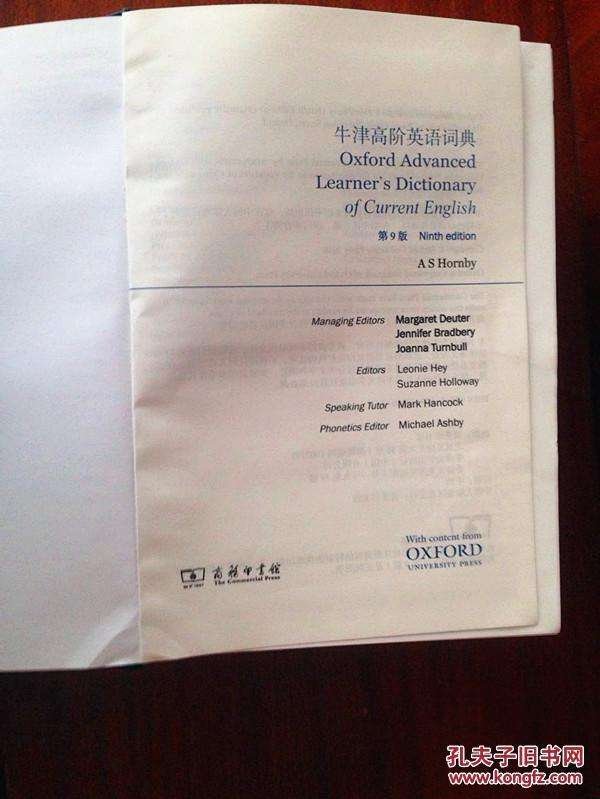 牛津高阶英语词典
Oxford Advanced
Learner's Dictionary
of Current English
第9版 Ninth edition
A S Hornby
Managing Editors Margaret Deuter
Jennifer Bradbery
Joanna Turnbull
Editors Leonie Hey
Suzanne Holloway
Speaking Tutor Mark Hancock
Phonetics Editor Michael Ashby
With content from
OXFORD
UNIVERSITY PRESS
商務印書館
The Commercial Press
孔夫子旧书网
www.kongfz.com